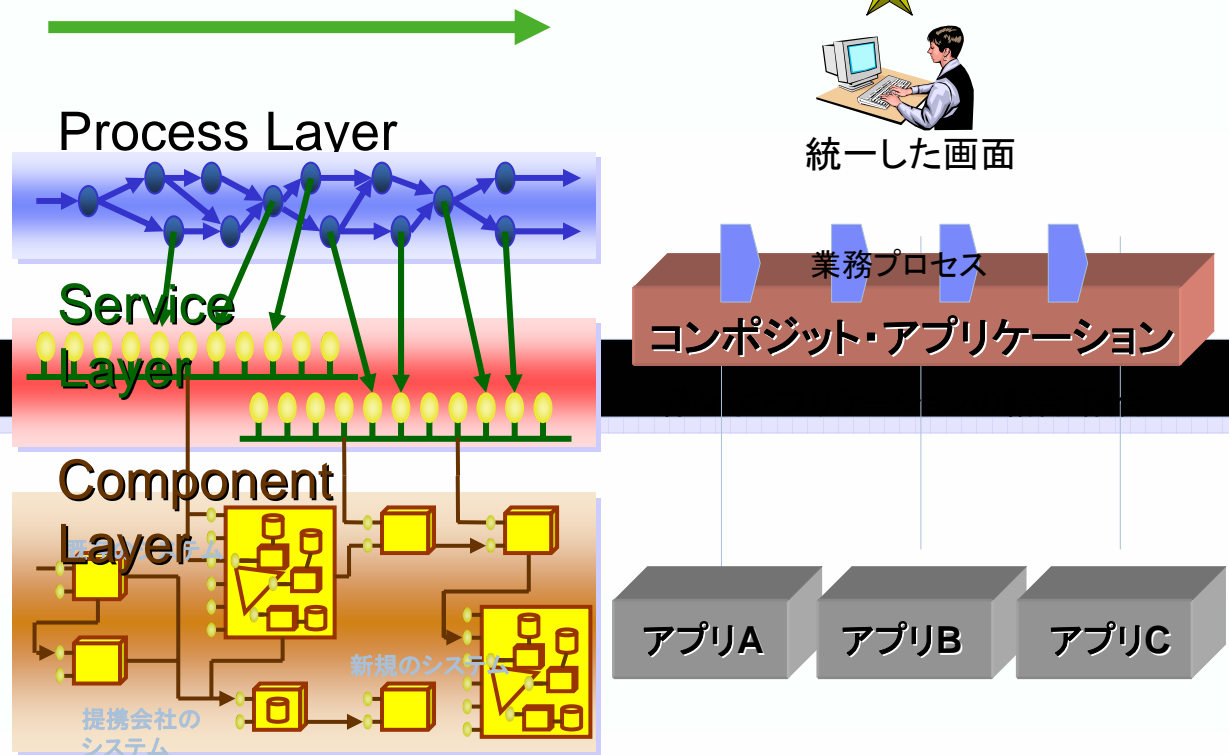 Process Layer
Service
Layer
Component
Layer
新規のシステム
提携会社の
システム
統一した画面
業務プロセス
コンポジット・アプリケーション
アプリA
アプリB
アプリC